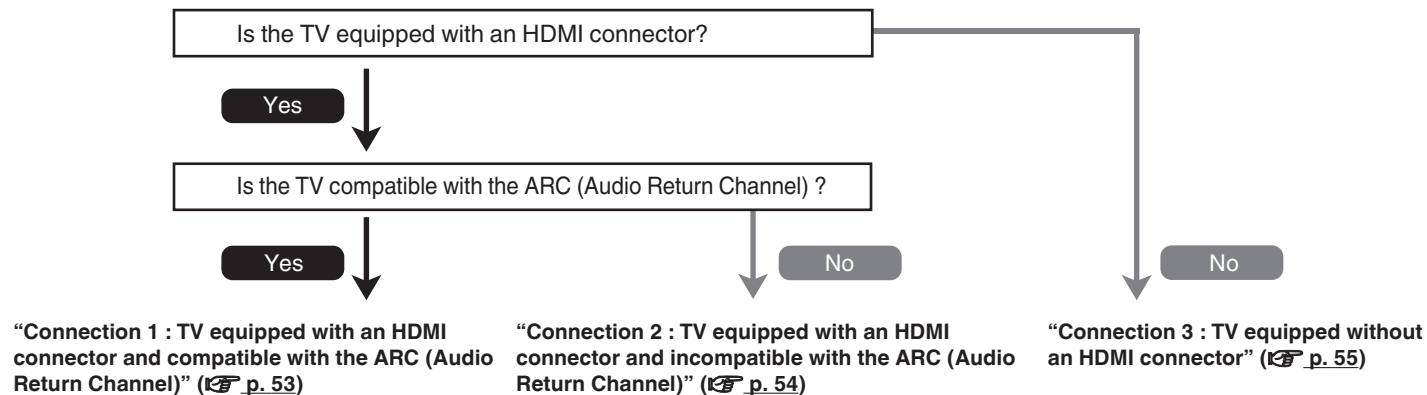 Is the TV equipped with an HDMI connector?
Yes
Is the TV compatible with the ARC (Audio Return Channel) ?
Yes
No
No
“Connection 1 : TV equipped with an HDMI
connector and compatible with the ARC (Audio
Return Channel)” (☞ p. 53)
“Connection 2 : TV equipped with an HDMI
connector and incompatible with the ARC (Audio
Return Channel)” (☞ p. 54)
“Connection 3 : TV equipped without
an HDMI connector” (☞ p. 55)